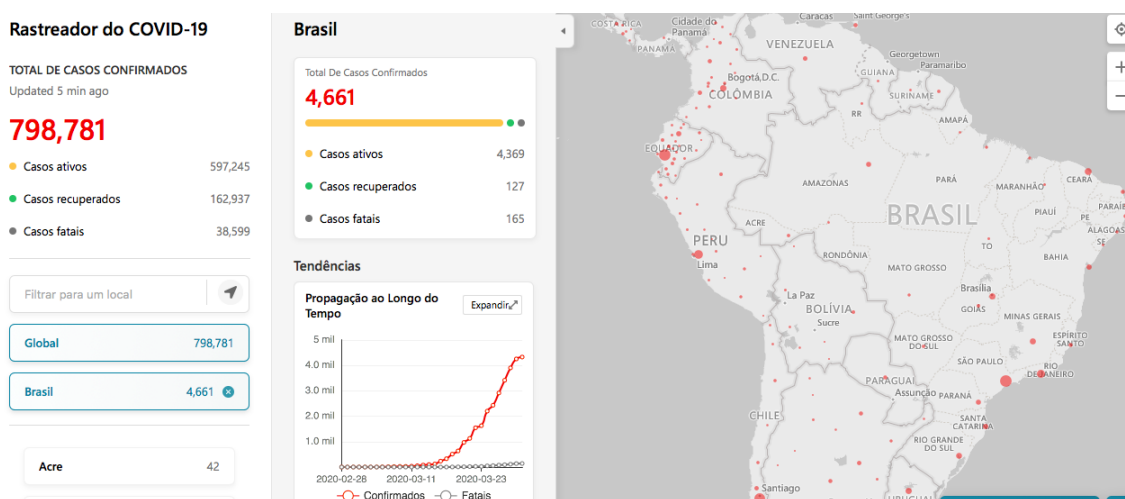 Rastreador do COVID-19
TOTAL DE CASOS CONFIRMADOS
Updated 5 min ago
798,781
Casos ativos 597,245
Casos recuperados 162,937
Casos fatais 38,599
Filtrar para um local
Global 798,781
Brasil 4,661
Acre 42
Brasil
Total De Casos Confirmados
4,661
Casos ativos 4,369
Casos recuperados 127
Casos fatais 165
Tendências
Propagação ao Longo do
Tempo
Expandir
5 mil
4.0 mil
3.0 mil
2.0 mil
1.0 mil
2020-02-26 2020-03-11 2020-03-23
Confirmados Fatais
COSTA RICA
Cidade do
Panamá
PANAMÁ
Caracas
Saint George's
VENEZUELA
Georgetown
Paramaribo
GUIANA
SURINAME
Bogotá,D.C.
COLÔMBIA
RR
AMAPÁ
EQUADOR
AMAZONAS
PARÁ
MARANHÃO
CEARÁ
PARAÍB
PIAUÍ
PE
ALAGOAS
SE
BRASIL
ACRE
TO
BAHIA
PERU
Lima
RONDÔNIA
MATO GROSSO
Brasília
GOIÁS
MINAS GERAIS
La Paz
BOLÍVIA
Sucre
MATO GROSSO
DO SUL
ESPÍRITO
SANTO
SÃO PAULO
RIO
DE JANEIRO
PARAGUAI
Assunção
PARANÁ
CHILE
SANTA
CATARINA
RIO GRANDE
DO SUL
Santiago
URUGUAI